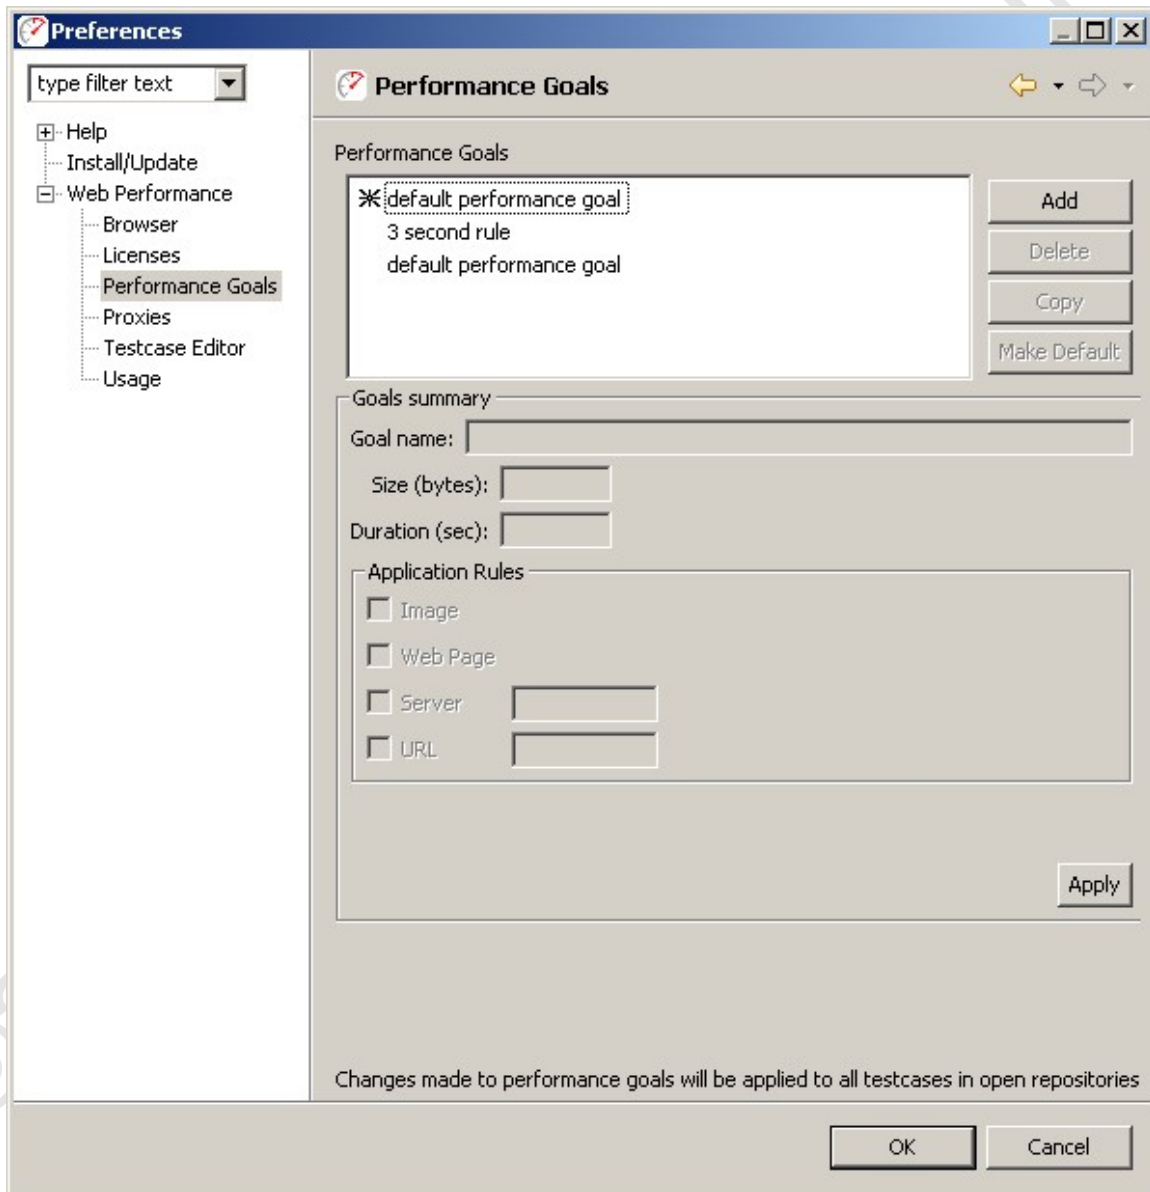 Preferences
type filter text
Help
Install/Update
Web Performance
Browser
Licenses
Performance Goals
Proxies
Testcase Editor
Usage
Performance Goals
Performance Goals
default performance goal
3 second rule
default performance goal
Add
Delete
Copy
Make Default
Goals summary
Goal name:
Size (bytes):
Duration (sec):
Application Rules
Image
Web Page
Server
URL
Apply
Changes made to performance goals will be applied to all testcases in open repositories
OK
Cancel